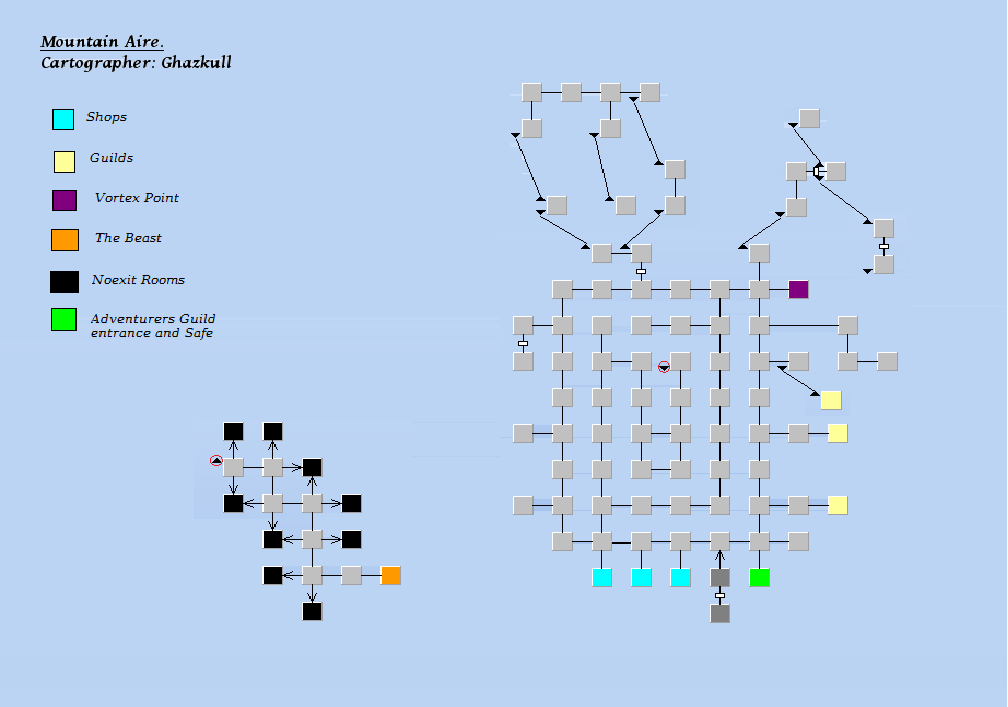 Mountain Aire.
Cartographer: Ghazkull
Shops
Guilds
Vortex Point
The Beast
Noexit Rooms
Adventurers Guild
entrance and Safe